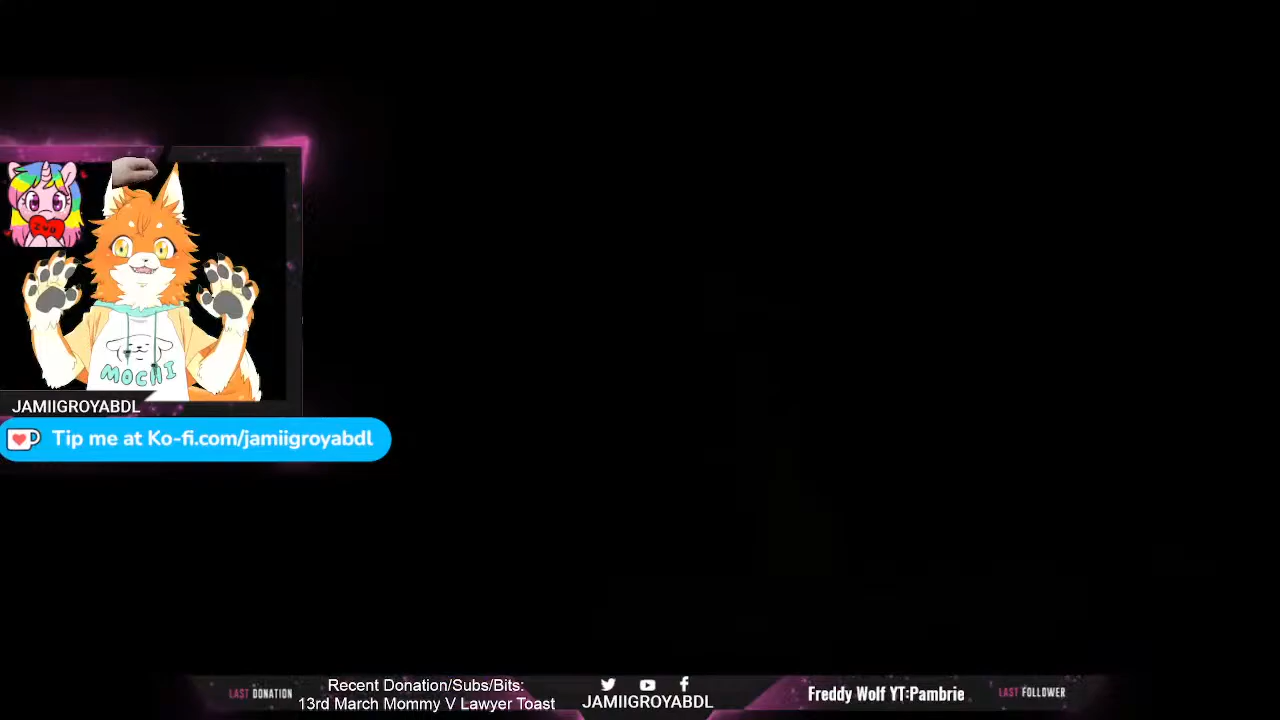 I ♥ U
MOCHI
JAMIIGROYABDL
Tip me at Ko-fi.com/jamiigroyabdl
LAST DONATION
Recent Donation/Subs/Bits:
13rd March Mommy V Lawyer Toast
JAMIIGROYABDL
Freddy Wolf YT:Pambrie
LAST FOLLOWER